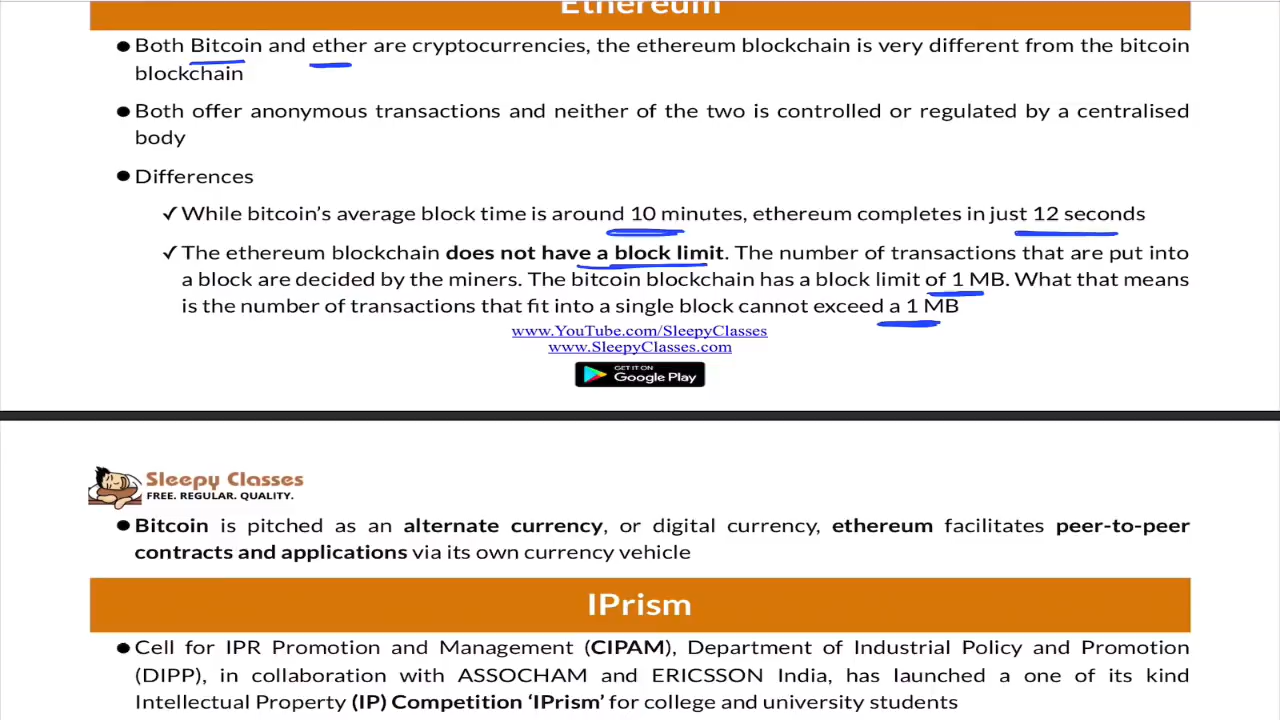 Ethereum
● Both Bitcoin and ether are cryptocurrencies, the ethereum blockchain is very different from the bitcoin
blockchain
● Both offer anonymous transactions and neither of the two is controlled or regulated by a centralised
body
● Differences
✓ While bitcoin’s average block time is around 10 minutes, ethereum completes in just 12 seconds
✓ The ethereum blockchain does not have a block limit. The number of transactions that are put into
a block are decided by the miners. The bitcoin blockchain has a block limit of 1 MB. What that means
is the number of transactions that fit into a single block cannot exceed a 1 MB
www.YouTube.com/SleepyClasses
www.SleepyClasses.com
GET IT ON
Google Play
Sleepy Classes
FREE. REGULAR. QUALITY.
● Bitcoin is pitched as an alternate currency, or digital currency, ethereum facilitates peer-to-peer
contracts and applications via its own currency vehicle
IPrism
● Cell for IPR Promotion and Management (CIPAM), Department of Industrial Policy and Promotion
(DIPP), in collaboration with ASSOCHAM and ERICSSON India, has launched a one of its kind
Intellectual Property (IP) Competition ‘IPrism’ for college and university students